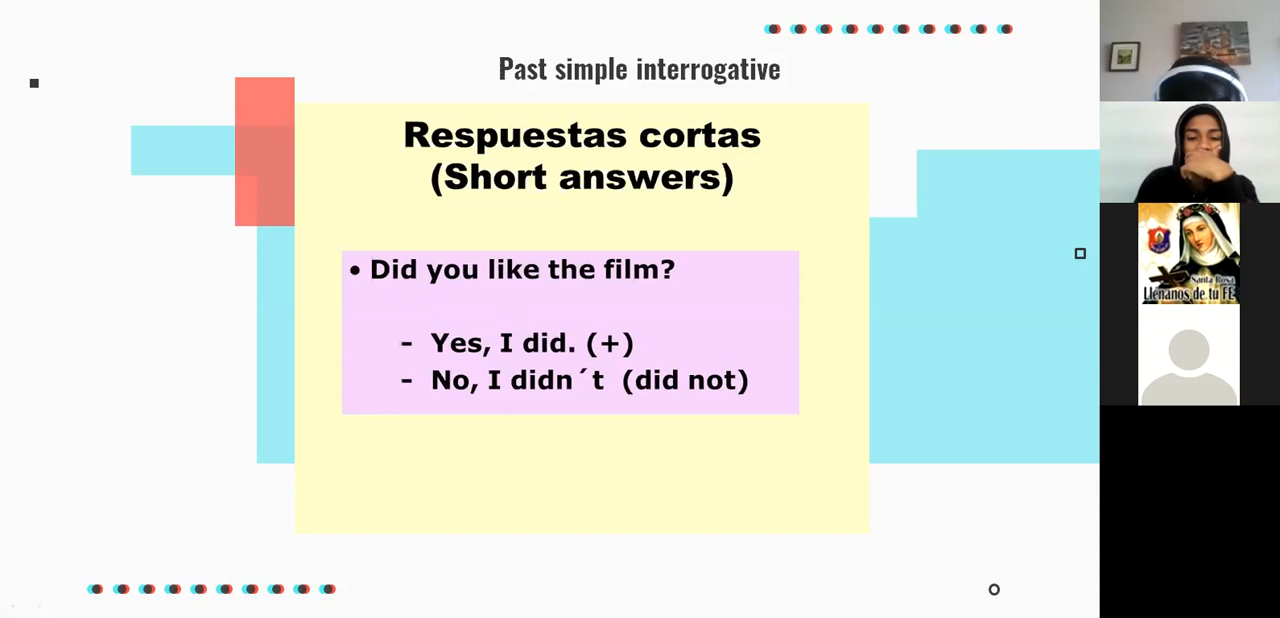 Past simple interrogative
Respuestas cortas
(Short answers)
• Did you like the film?
- Yes, I did. (+)
- No, I didn´t (did not)
Santa Rosa
Llénanos de tu FE